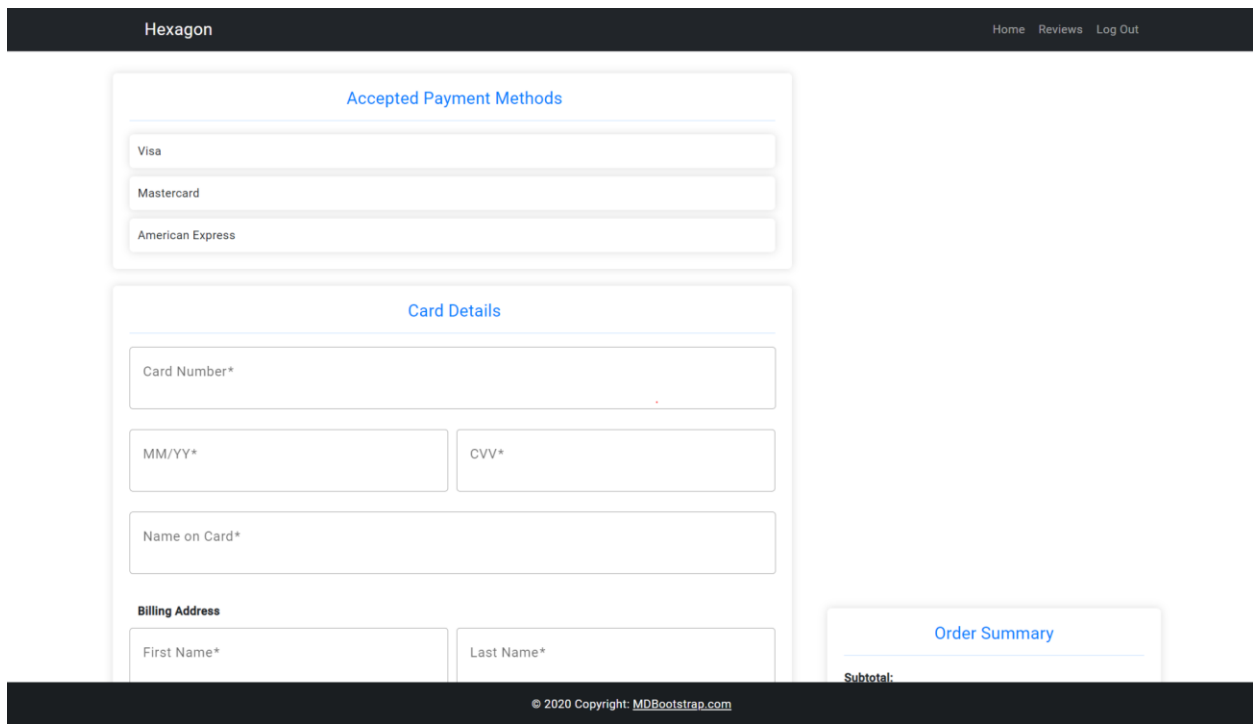 Hexagon
Home Reviews Log Out
Accepted Payment Methods
Visa
Mastercard
American Express
Card Details
Card Number*
MM/YY* CVV*
Name on Card*
Billing Address
First Name* Last Name*
Order Summary
Subtotal:
© 2020 Copyright: MDBootstrap.com